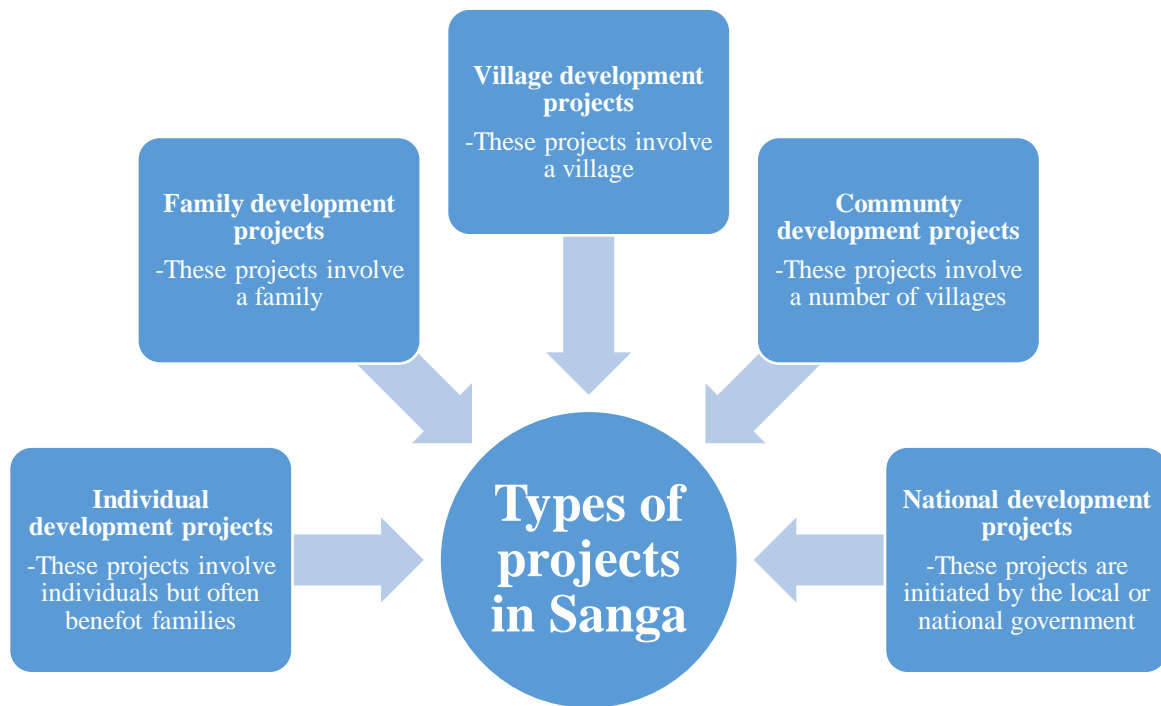 Village development
projects
-These projects involve
a village
Family development
projects
-These projects involve
a family
Communty
development projects
-These projects involve
a number of villages
Individual
development projects
-These projects involve
individuals but often
benefot families
Types of
projects
in Sanga
National development
projects
-These projects are
initiated by the local or
national government